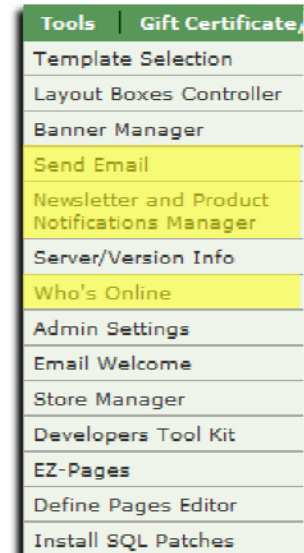 Tools | Gift Certificate/
Template Selection
Layout Boxes Controller
Banner Manager
Send Email
Newsletter and Product
Notifications Manager
Server/Version Info
Who's Online
Admin Settings
Email Welcome
Store Manager
Developers Tool Kit
EZ-Pages
Define Pages Editor
Install SQL Patches